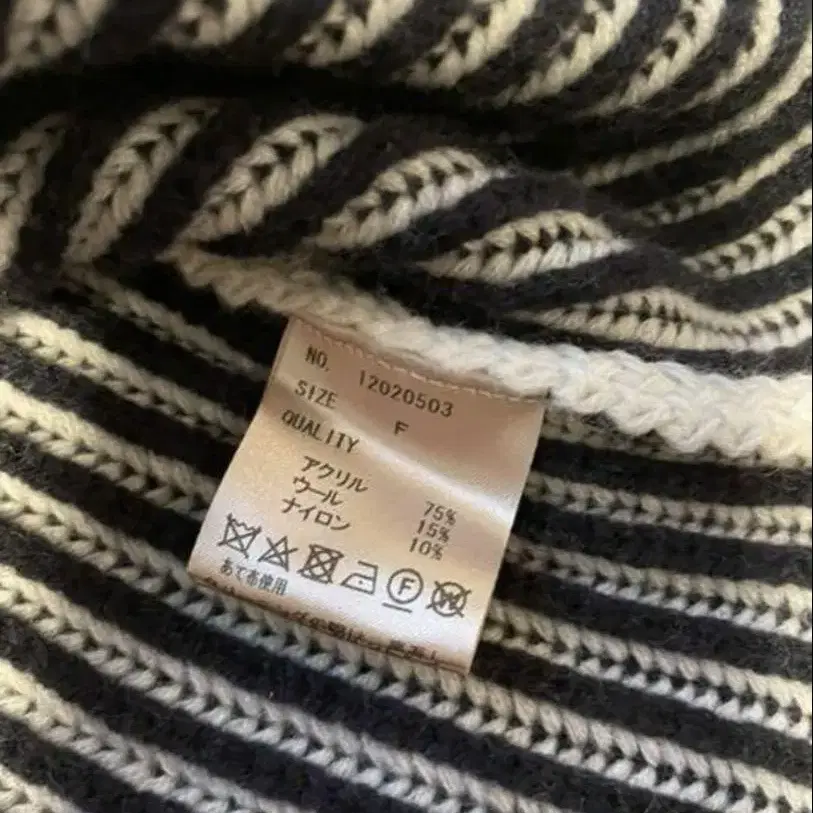 NO. 12020503
SIZE F
QUALITY
アクリル 75%
ウール 15%
ナイロン 10%
F W
あて布使用